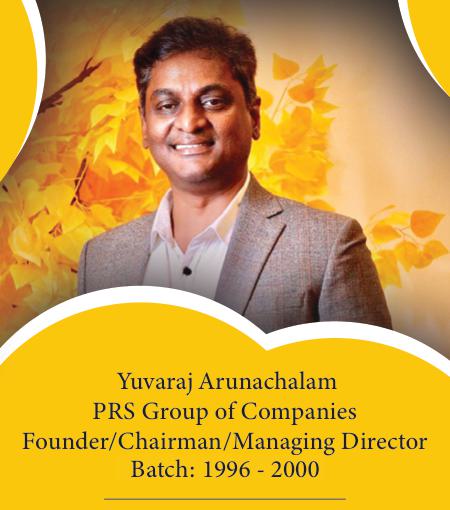 Yuvaraj Arunachalam
PRS Group of Companies
Founder/Chairman/Managing Director
Batch: 1996 - 2000